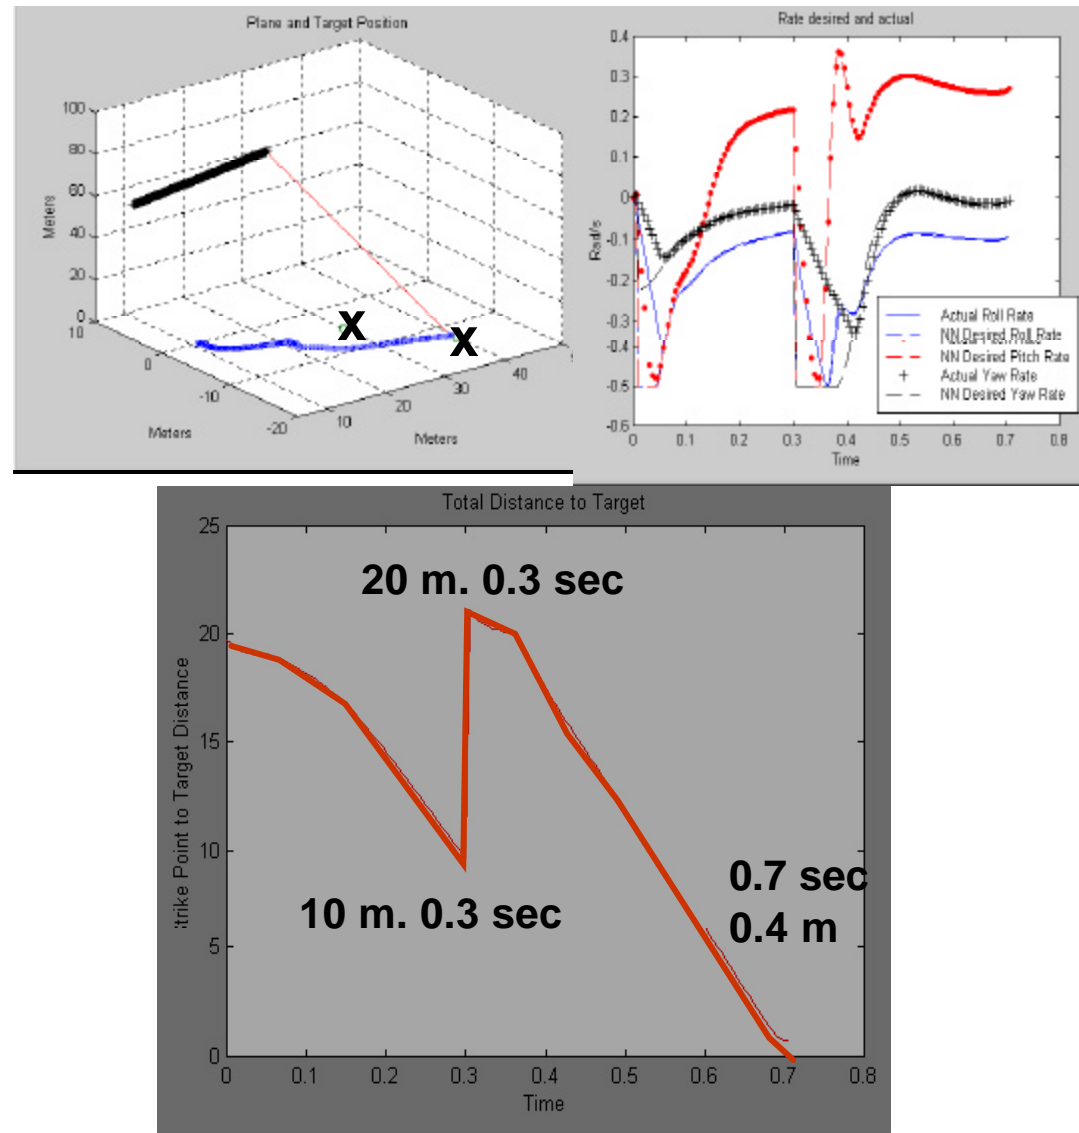 Plane and Target Position
100
80
60
40
20
0
Meters
10
0
-10
-20
Meters
10
20
30
40
Meters
X
X
Rate desired and actual
0.4
0.3
0.2
0.1
0
-0.1
-0.2
-0.3
-0.4
-0.5
-0.6
Rad/s
0
0.1
0.2
0.3
0.4
0.5
0.6
0.7
0.8
Time
Actual Roll Rate
NN Desired Roll Rate
NN Desired Pitch Rate
Actual Yaw Rate
NN Desired Yaw Rate
Total Distance to Target
25
20
15
10
5
0
trike Point to Target Distance
20 m. 0.3 sec
10 m. 0.3 sec
0.7 sec
0.4 m
0
0.1
0.2
0.3
0.4
0.5
0.6
0.7
0.8
Time